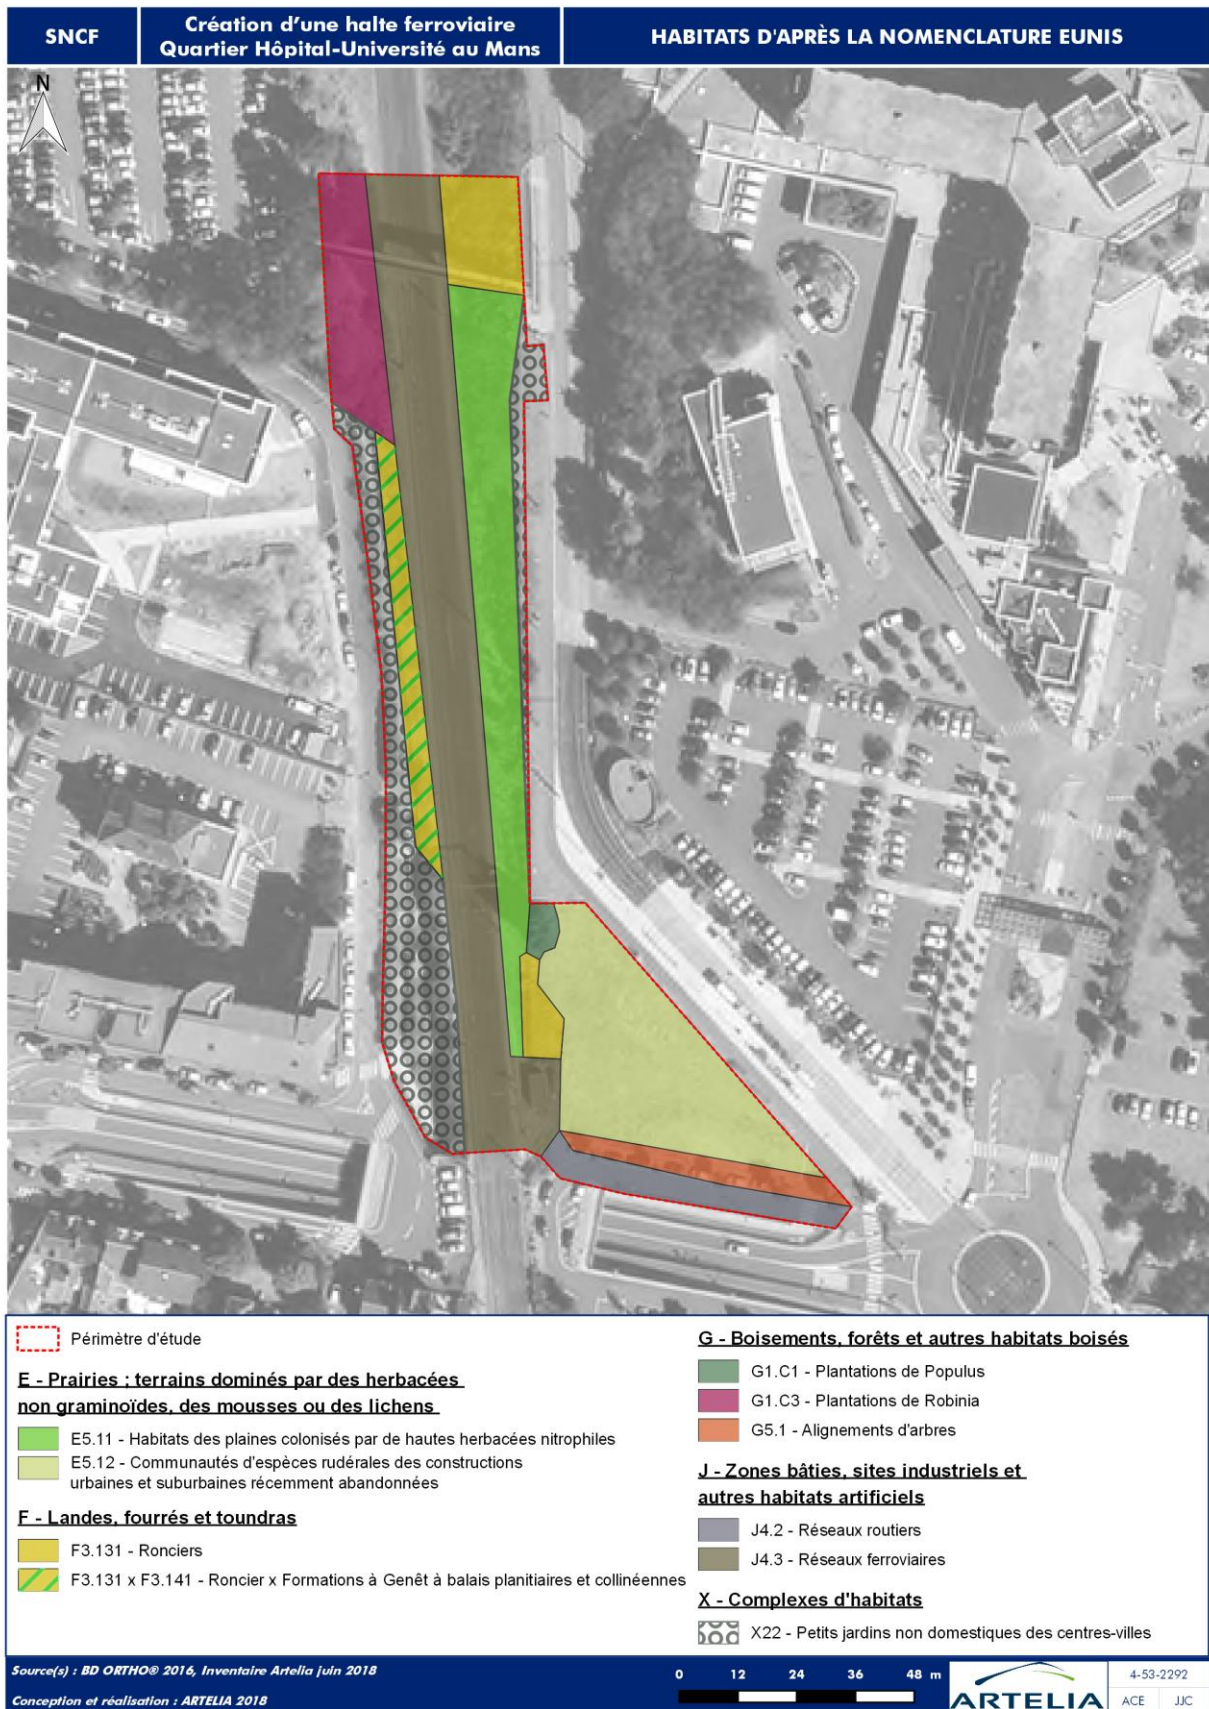 SNCF
Création d'une halte ferroviaire
Quartier Hôpital-Université au Mans
HABITATS D'APRÈS LA NOMENCLATURE EUNIS
N
Périmètre d'étude
E - Prairies ; terrains dominés par des herbacées
non graminoïdes, des mousses ou des lichens
E5.11 - Habitats des plaines colonisés par de hautes herbacées nitrophiles
E5.12 - Communautés d'espèces rudérales des constructions
urbaines et suburbaines récemment abandonnées
F - Landes, fourrés et toundras
F3.131 - Ronciers
F3.131 x F3.141 - Roncier x Formations à Genêt à balais planitiaires et collinéennes
G - Boisements, forêts et autres habitats boisés
G1.C1 - Plantations de Populus
G1.C3 - Plantations de Robinia
G5.1 - Alignements d'arbres
J - Zones bâties, sites industriels et
autres habitats artificiels
J4.2 - Réseaux routiers
J4.3 - Réseaux ferroviaires
X - Complexes d'habitats
X22 - Petits jardins non domestiques des centres-villes
Source(s) : BD ORTHO® 2016, Inventaire Artelia juin 2018
Conception et réalisation : ARTELIA 2018
0 12 24 36 48 m
ARTELIA
4-53-2292
ACE JJC